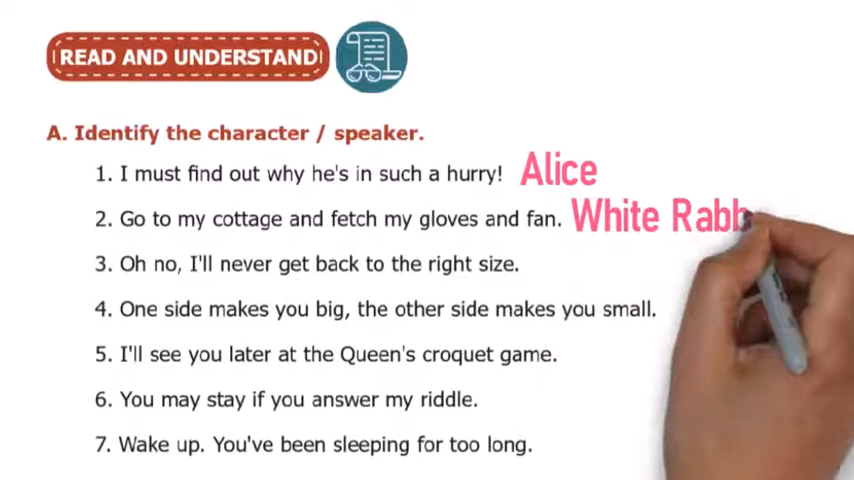 READ AND UNDERSTAND
A. Identify the character / speaker.
1. I must find out why he's in such a hurry! Alice
2. Go to my cottage and fetch my gloves and fan. White Rabb
3. Oh no, I'll never get back to the right size.
4. One side makes you big, the other side makes you small.
5. I'll see you later at the Queen's croquet game.
6. You may stay if you answer my riddle.
7. Wake up. You've been sleeping for too long.